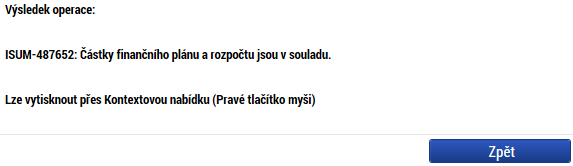 Výsledek operace:
ISUM-487652: Částky finančního plánu a rozpočtu jsou v souladu.
Lze vytisknout přes Kontextovou nabídku (Pravé tlačítko myši)
Zpět